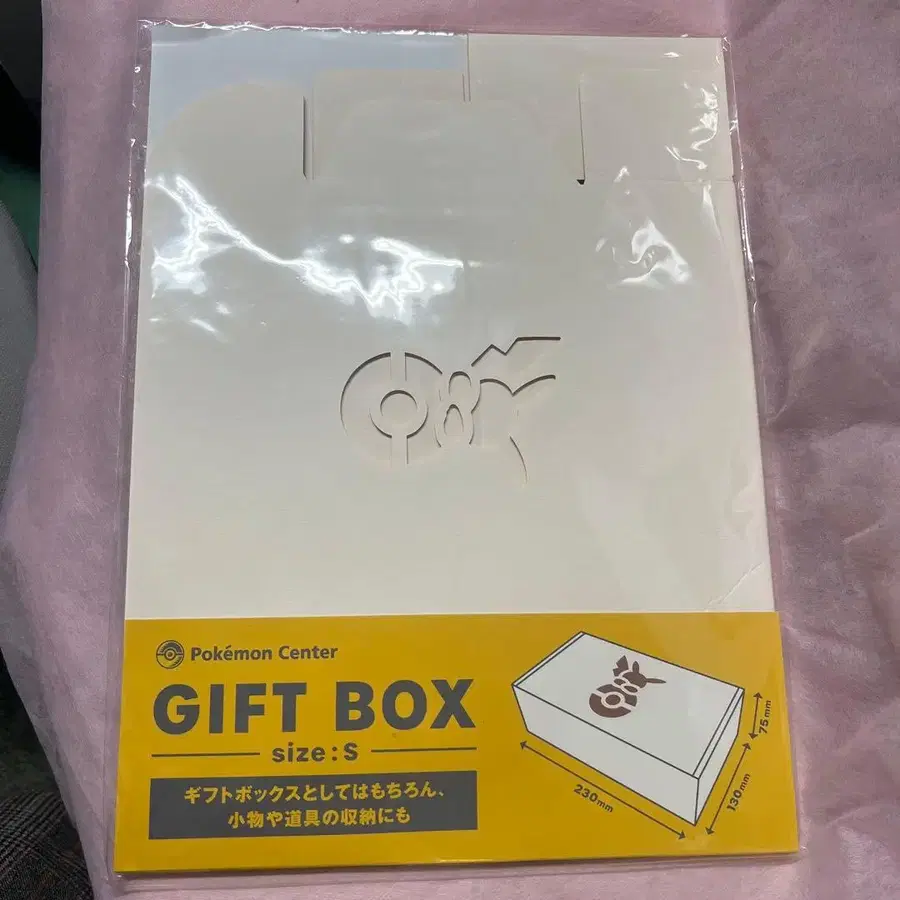 Pokémon Center
GIFT BOX
size:S
ギフトボックスとしてはもちろん、
小物や道具の収納にも
230mm
130mm
75mm